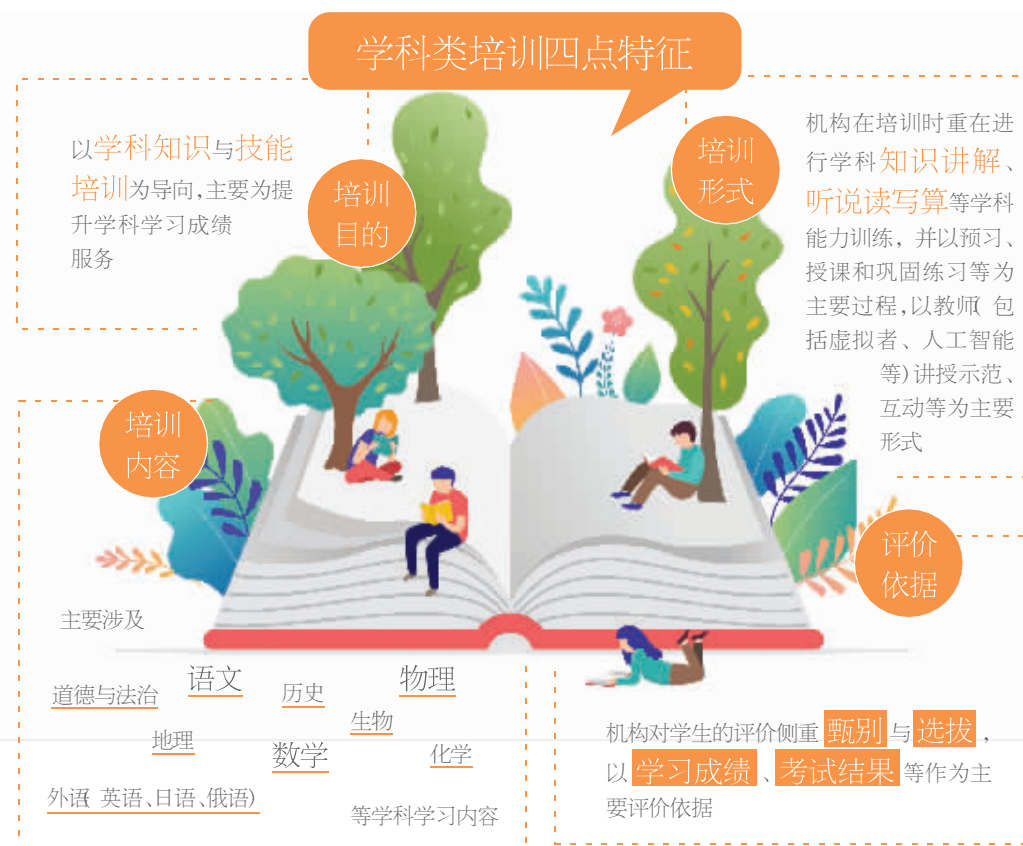 学科类培训四点特征
培训
目的
以学科知识与技能
培训为导向,主要为提
升学科学习成绩
服务
培训
形式
机构在培训时重在进
行学科知识讲解、
听说读写算等学科
能力训练，并以预习、
授课和巩固练习等为
主要过程,以教师(包
括虚拟者、人工智能
等)讲授示范、
互动等为主要
形式
培训
内容
主要涉及
道德与法治 语文 历史 物理
地理 数学 生物 化学
外语(英语、日语、俄语)
等学科学习内容
评价
依据
机构对学生的评价侧重甄别与选拔，
以学习成绩、考试结果等作为主
要评价依据